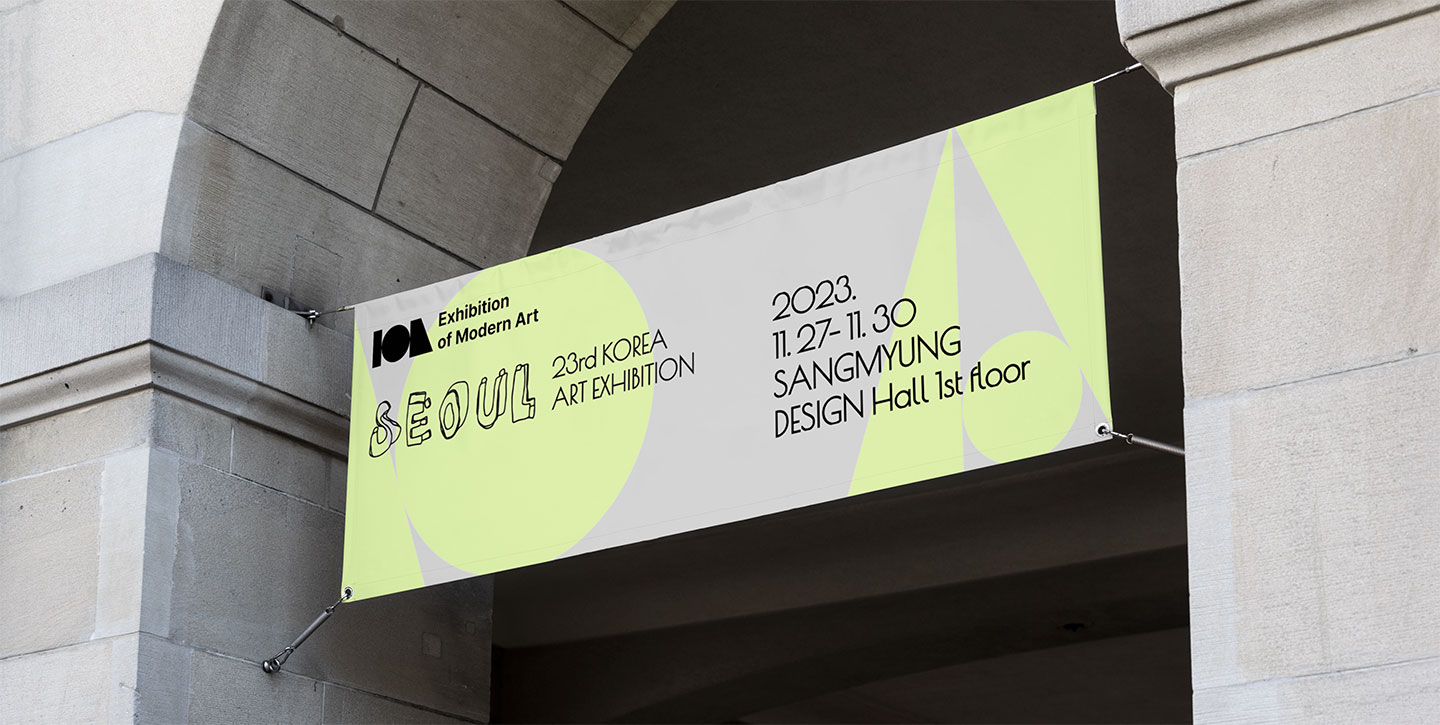 IOA
Exhibition
of Modern Art
SEOUL
23rd KOREA
ART EXHIBITION
2023.
11. 27- 11. 30
SANGMYUNG
DESIGN Hall 1st floor